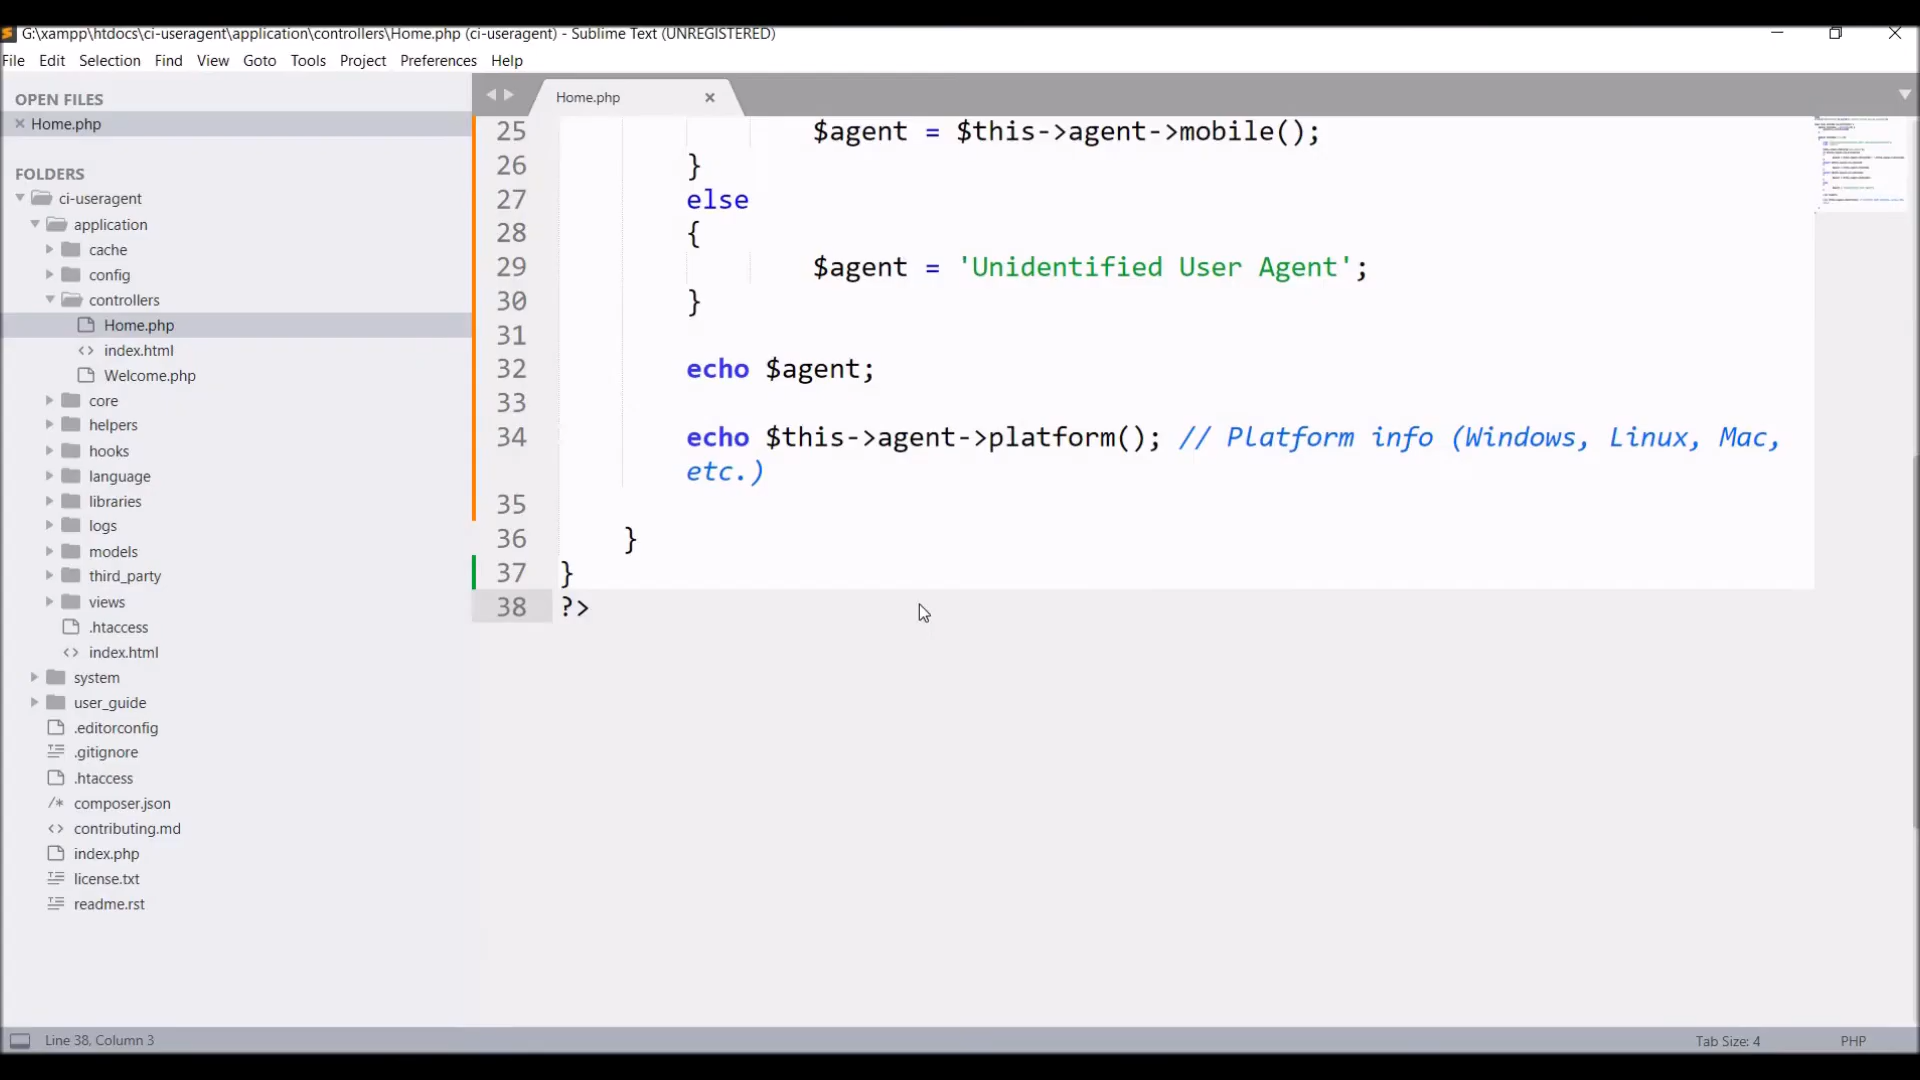 G:\xampp\htdocs\ci-useragent\application\controllers\Home.php (ci-useragent) - Sublime Text (UNREGISTERED)
File Edit Selection Find View Goto Tools Project Preferences Help
OPEN FILES
Home.php
FOLDERS
ci-useragent
application
cache
config
controllers
Home.php
index.html
Welcome.php
core
helpers
hooks
language
libraries
logs
models
third_party
views
.htaccess
index.html
system
user_guide
.editorconfig
.gitignore
.htaccess
/* composer.json
contributing.md
index.php
license.txt
readme.rst
Home.php
25 $agent = $this->agent->mobile();
26 }
27 else
28 {
29 $agent = 'Unidentified User Agent';
30 }
31
32 echo $agent;
33
34 echo $this->agent->platform(); // Platform info (Windows, Linux, Mac,
etc.)
35
36 }
37 }
38 ?>
Line 38, Column 3
Tab Size: 4
PHP